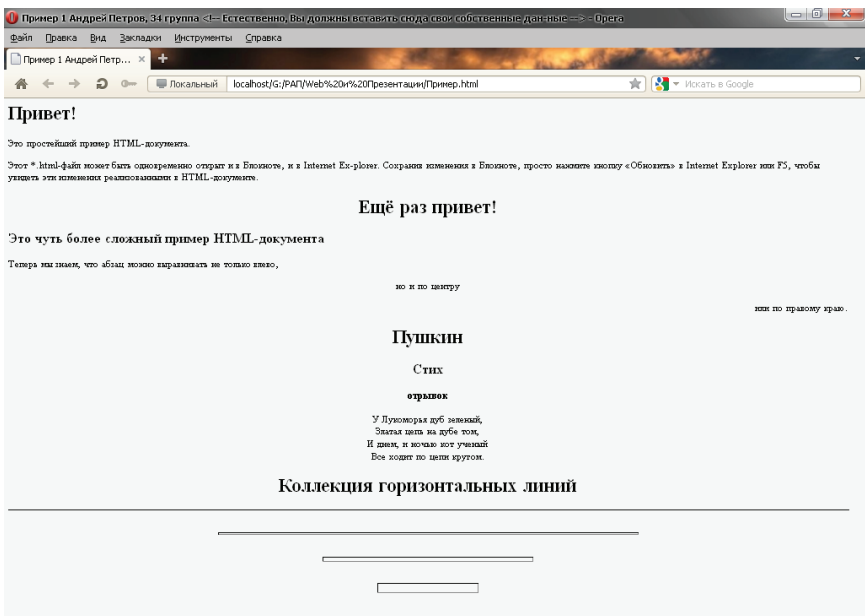 Пример 1 Андрей Петров, 34 группа <!-- Естественно, Вы должны вставить сюда свои собственные дан-ные --> - Opera
Файл Правка Вид Закладки Инструменты Справка
Пример 1 Андрей Петр... × +
Локальный localhost/G:/РАП/Web%20и%20Презентации/Пример.html Искать в Google
Привет!
Это простейший пример HTML-документа.
Этот *.html-файл может быть одновременно открыт и в Блокноте, и в Internet Ex-plorer. Сохранив изменения в Блокноте, просто нажмите кнопку «Обновить» в Internet Explorer или F5, чтобы
увидеть эти изменения реализованными в HTML-документе.
Ещё раз привет!
Это чуть более сложный пример HTML-документа
Теперь мы знаем, что абзац можно выравнивать не только влево,
но и по центру
или по правому краю.
Пушкин
Стих
отрывок
У Лукоморья дуб зеленый,
Златая цепь на дубе том,
И днем, и ночью кот ученый
Все ходит по цепи кругом.
Коллекция горизонтальных линий